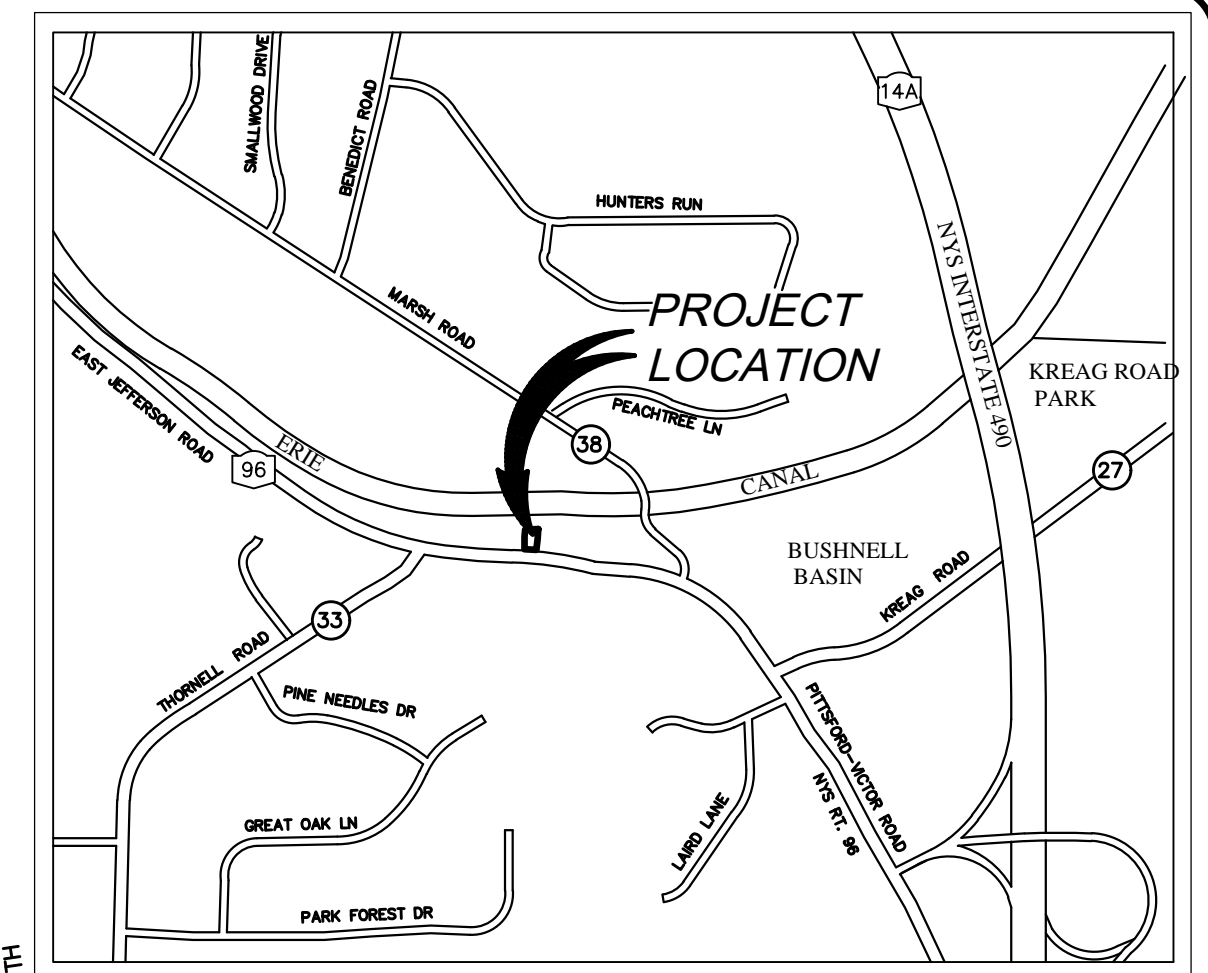 SMALLWOOD DRIVE
BENEDICT ROAD
14A
HUNTERS RUN
NYS INTERSTATE 490
MARSH ROAD
PROJECT
LOCATION
EAST JEFFERSON ROAD
KREAG ROAD
PARK
PEACHTREE LN
38
ERIE
96
CANAL
27
BUSHNELL
BASIN
KREAG ROAD
33
THORNELL ROAD
PINE NEEDLES DR
PITTSFORD-VICTOR ROAD
NYS RT. 96
LAIRD LANE
GREAT OAK LN
PARK FOREST DR
TH